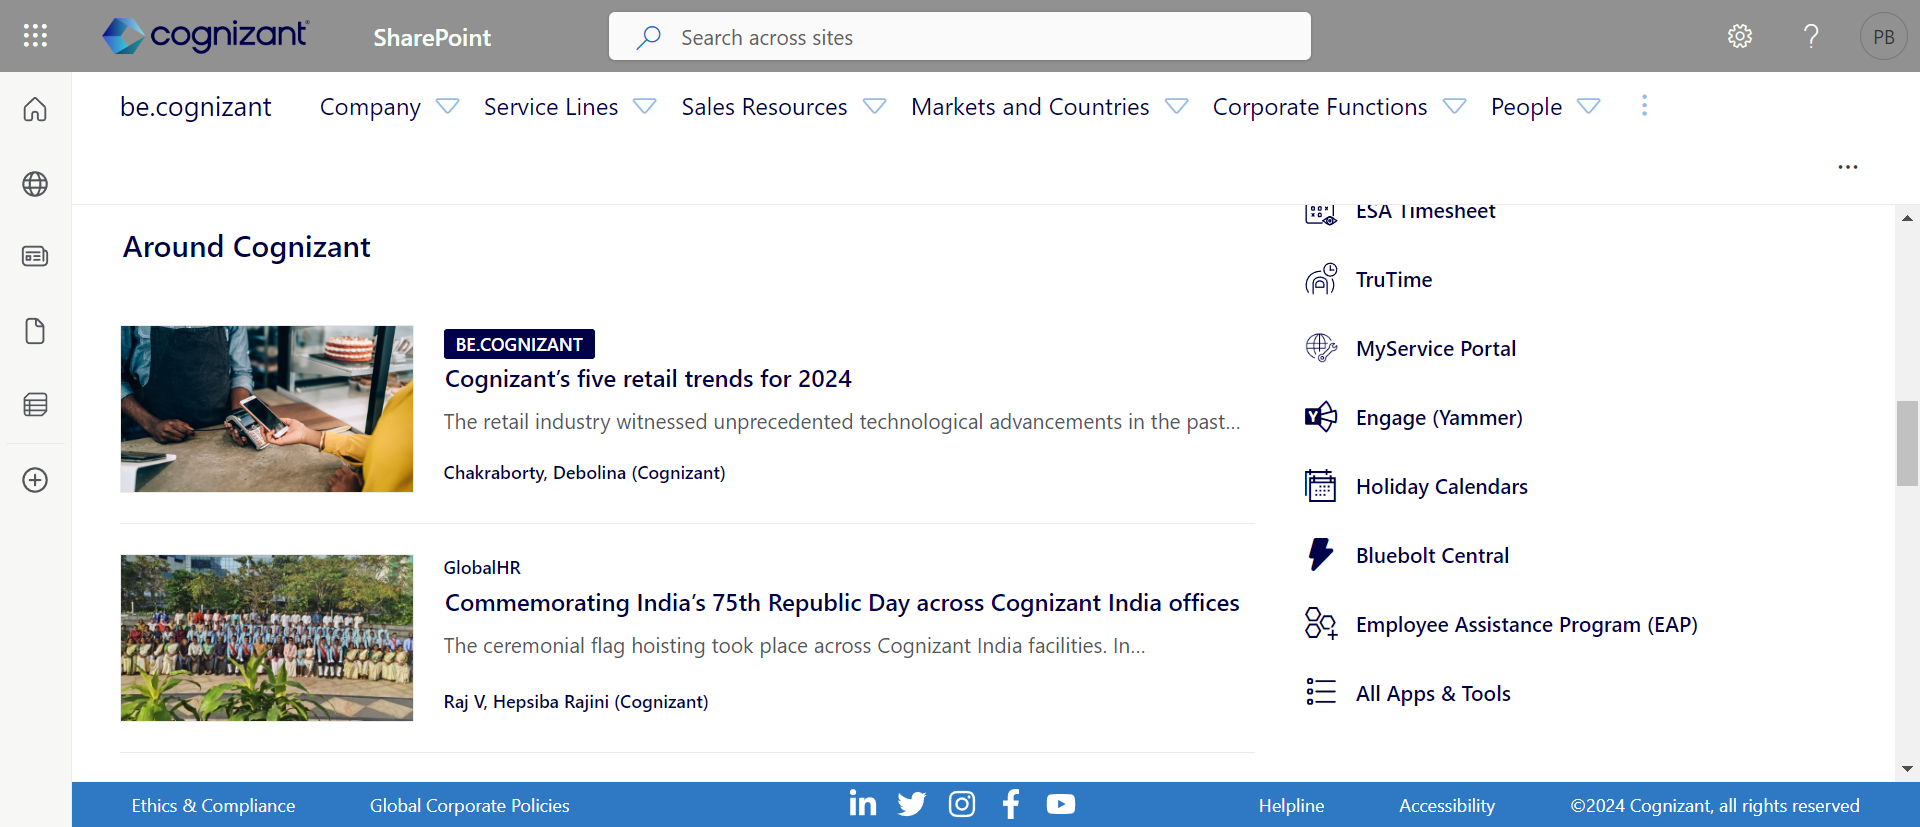 cognizant
SharePoint
Search across sites
PB
be.cognizant
Company
Service Lines
Sales Resources
Markets and Countries
Corporate Functions
People
Around Cognizant
BE.COGNIZANT
Cognizant’s five retail trends for 2024
The retail industry witnessed unprecedented technological advancements in the past...
Chakraborty, Debolina (Cognizant)
GlobalHR
Commemorating India’s 75th Republic Day across Cognizant India offices
The ceremonial flag hoisting took place across Cognizant India facilities. In...
Raj V, Hepsiba Rajini (Cognizant)
ESA Timesheet
TruTime
MyService Portal
Engage (Yammer)
Holiday Calendars
Bluebolt Central
Employee Assistance Program (EAP)
All Apps & Tools
Ethics & Compliance
Global Corporate Policies
Helpline
Accessibility
©2024 Cognizant, all rights reserved